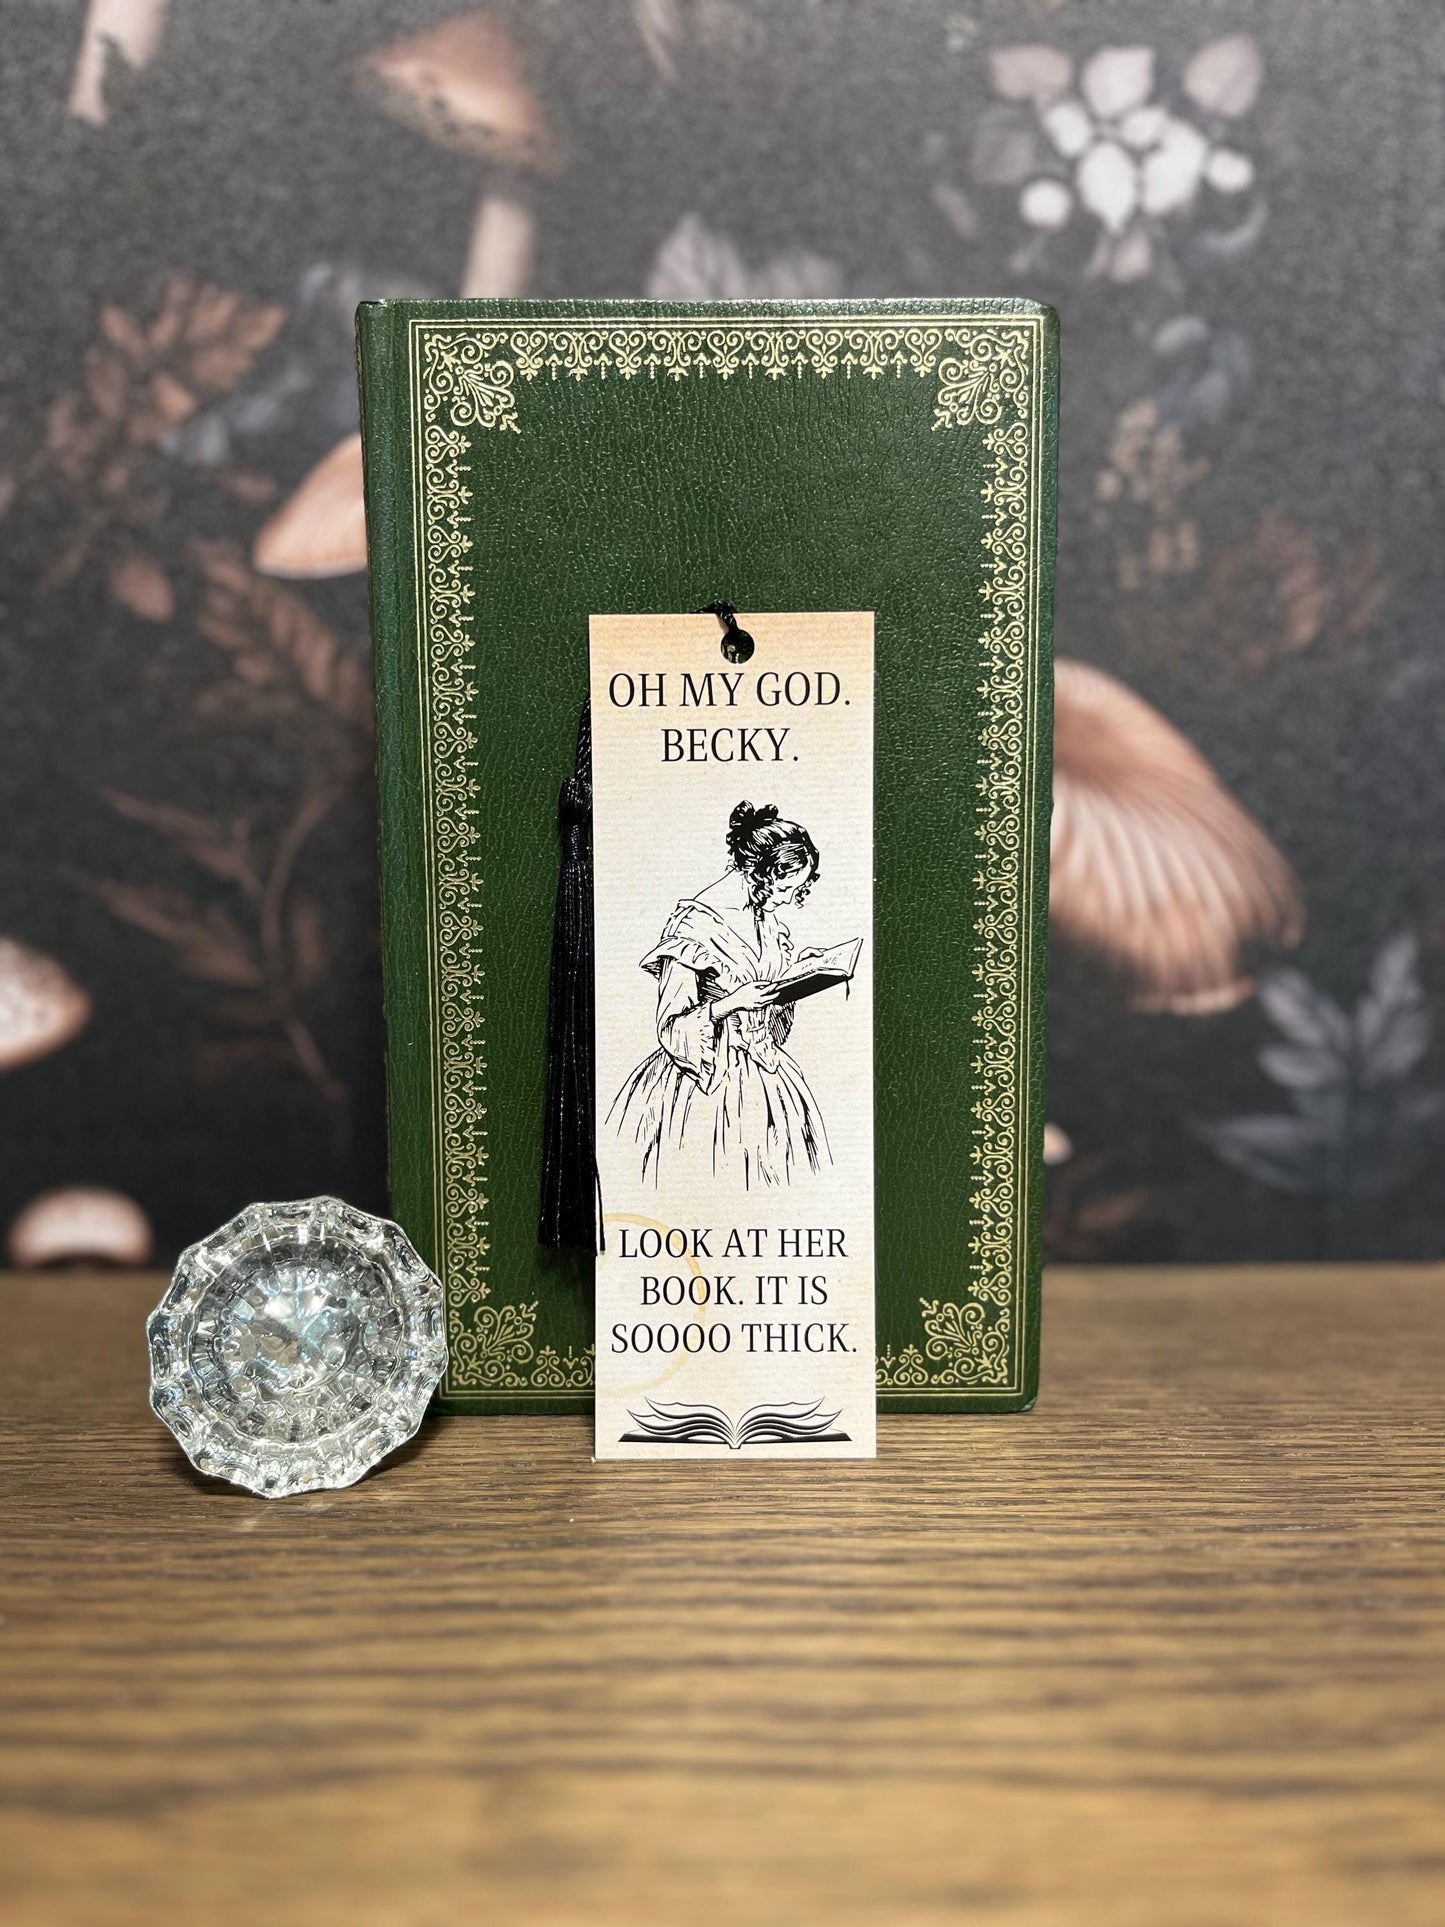 OH MY GOD.
BECKY.
LOOK AT HER
BOOK. IT IS
SOOOO THICK.